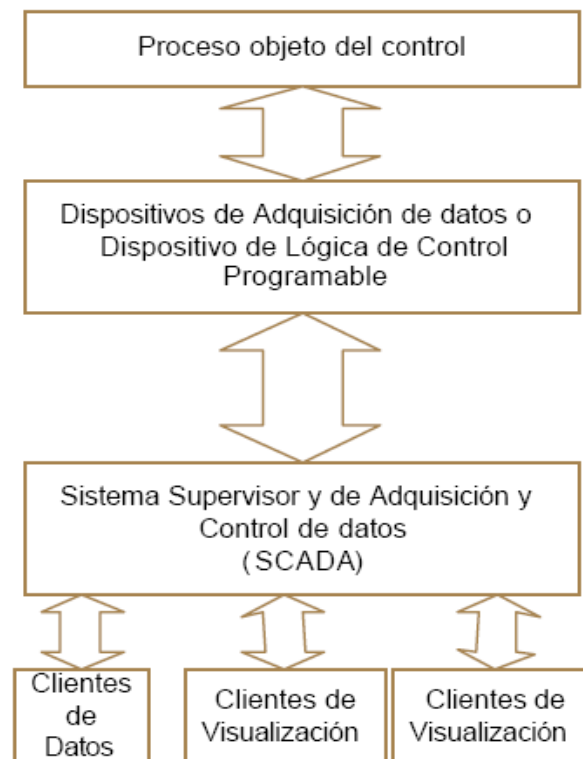 Proceso objeto del control
Dispositivos de Adquisición de datos o
Dispositivo de Lógica de Control
Programable
Sistema Supervisor y de Adquisición y
Control de datos
(SCADA)
Clientes
de
Datos
Clientes de
Visualización
Clientes de
Visualización